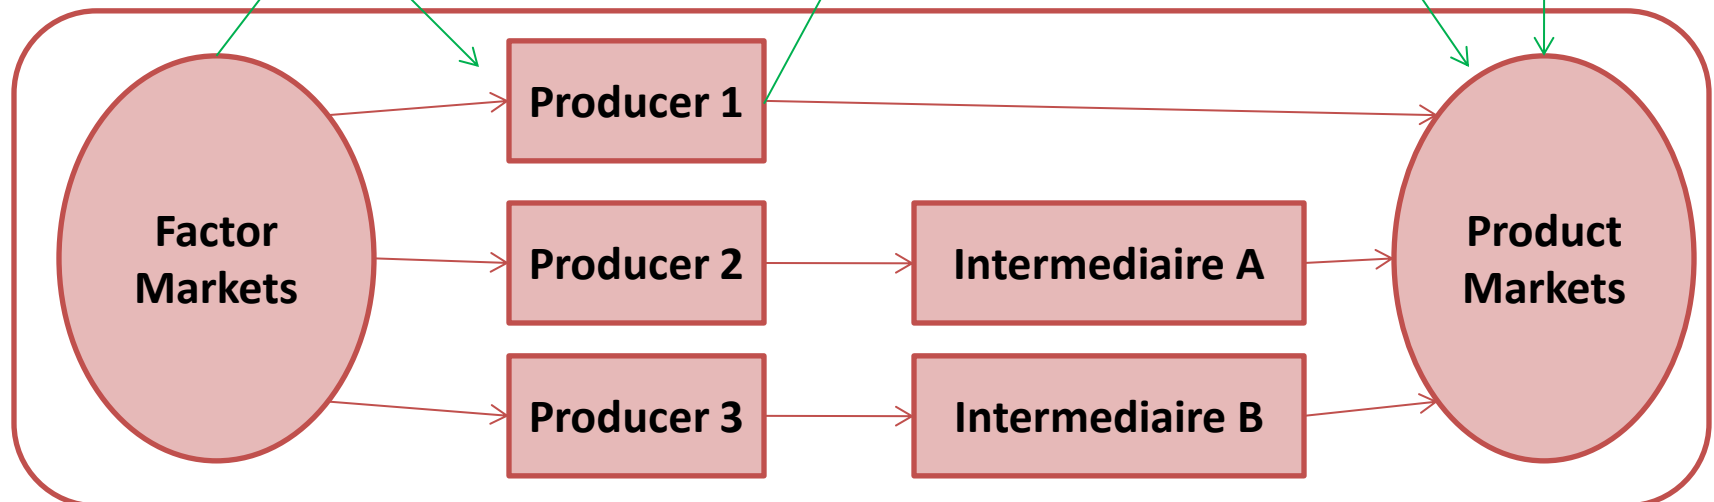 Factor
Markets
Producer 1
Producer 2
Intermediaire A
Producer 3
Intermediaire B
Product
Markets